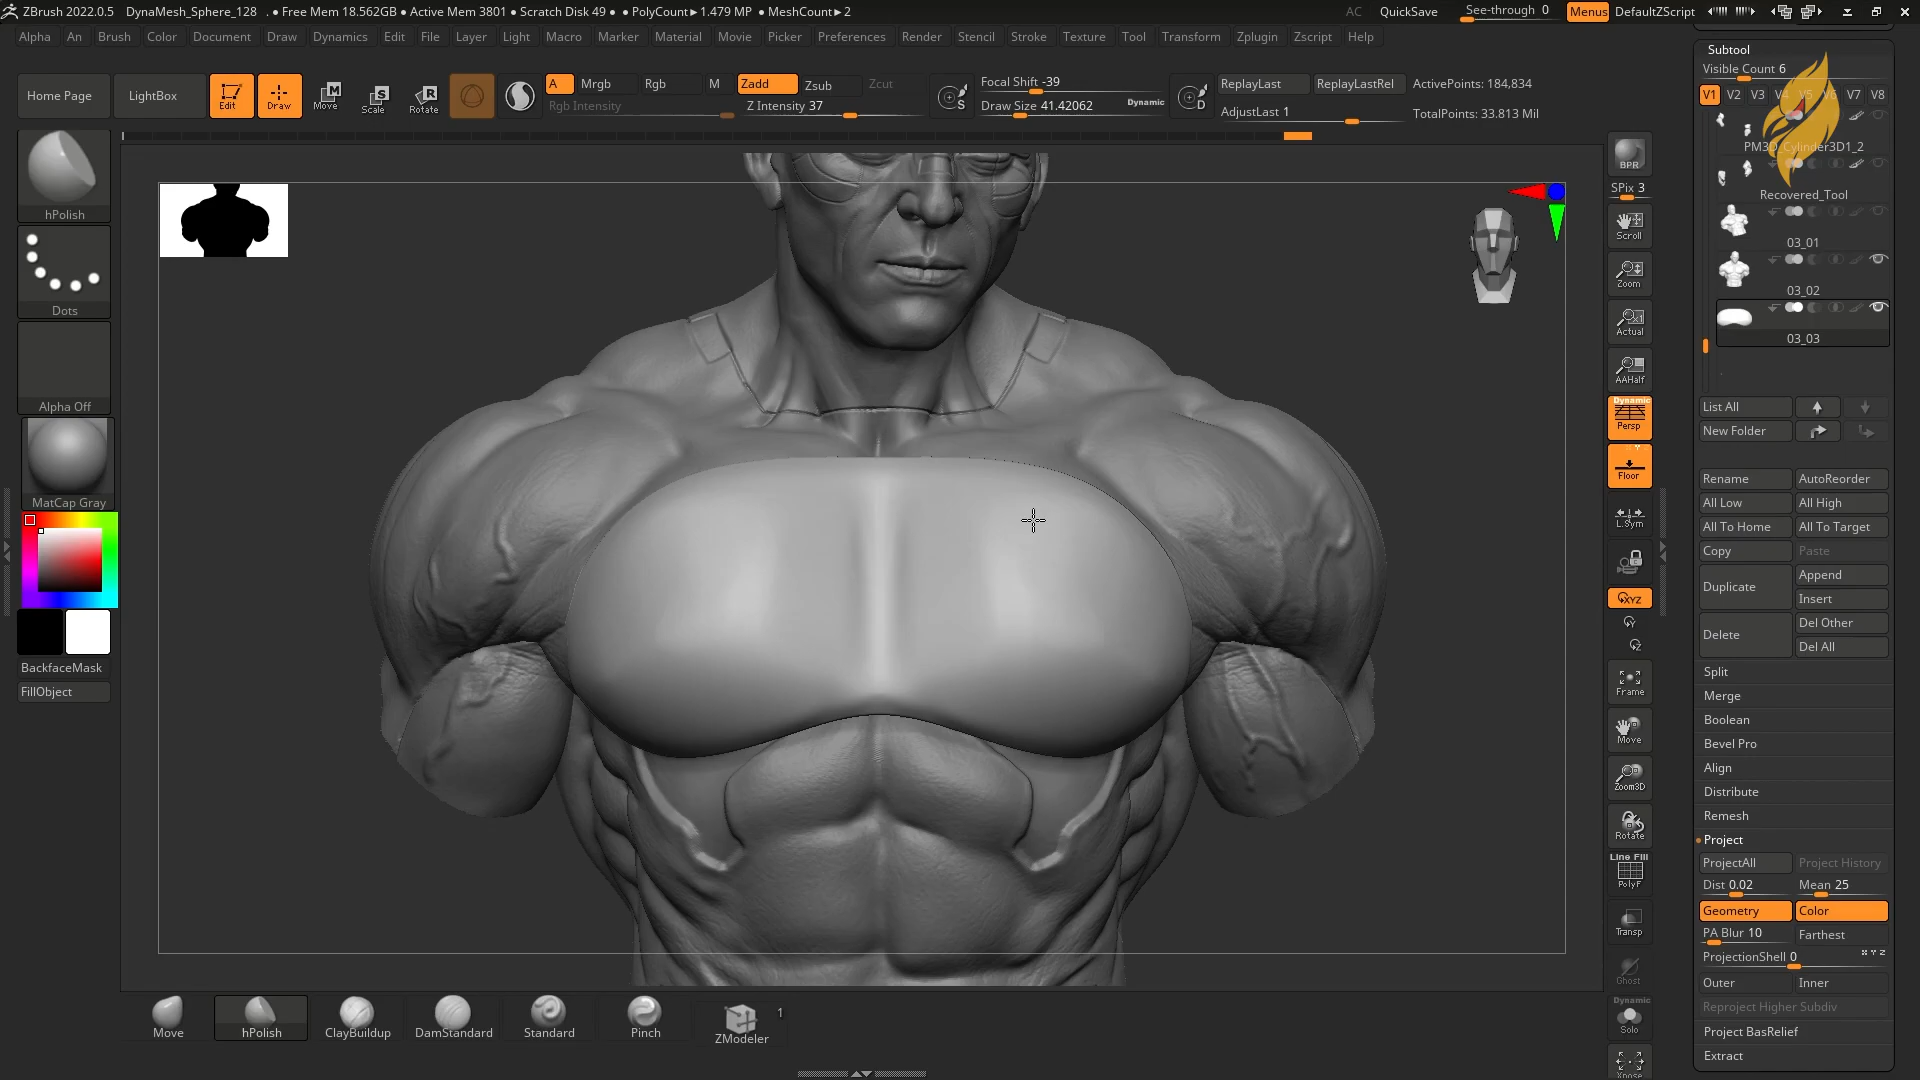 ZBrush 2022.0.5 DynaMesh_Sphere_128 . • Free Mem 18.562GB • Active Mem 3801 • Scratch Disk 49 • • PolyCount▸1.479 MP • MeshCount▸2 AC QuickSave See-through 0 Menus DefaultZScript
Alpha An Brush Color Document Draw Dynamics Edit File Layer Light Macro Marker Material Movie Picker Preferences Render Stencil Stroke Texture Tool Transform Zplugin Zscript Help
Home Page LightBox Edit Draw Move Scale Rotate
A Mrgb Rgb M Zadd Zsub Zcut
Rgb Intensity Z Intensity 37
Focal Shift -39
Draw Size 41.42062 Dynamic
S D
ReplayLast ReplayLastRel ActivePoints: 184,834
AdjustLast 1 TotalPoints: 33.813 Mil
hPolish
Dots
Alpha Off
MatCap Gray
BackfaceMask
FillObject
BPR
SPix 3
Scroll
Zoom
Actual
AAHalf
Dynamic
Persp
Floor
L.Sym
XYZ
Y
Z
Frame
Move
Zoom3D
Rotate
Line Fill
PolyF
Transp
Ghost
Dynamic
Solo
Xpose
Subtool
Visible Count 6
V1 V2 V3 V4 V5 V6 V7 V8
PM3D_Cylinder3D1_2
Recovered_Tool
03_01
03_02
03_03
List All
New Folder
Rename AutoReorder
All Low All High
All To Home All To Target
Copy Paste
Duplicate Append
Insert
Delete Del Other
Del All
Split
Merge
Boolean
Bevel Pro
Align
Distribute
Remesh
Project
ProjectAll Project History
Dist 0.02 Mean 25
Geometry Color
PA Blur 10 Farthest
ProjectionShell 0 X Y Z
Outer Inner
Reproject Higher Subdiv
Project BasRelief
Extract
Move hPolish ClayBuildup DamStandard Standard Pinch ZModeler 1